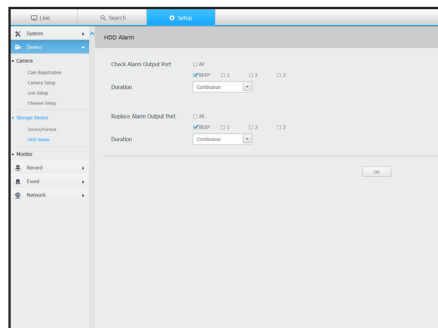 Live
Search
Setup
System
Device
Camera
Cam Registration
Camera Setup
Live Setup
Channel Setup
Storage Device
Device/Format
HDD Alarm
Monitor
Record
Event
Network
HDD Alarm
Check Alarm Output Port All
BEEP 1 2 3
Duration Continuous
Replace Alarm Output Port All
BEEP 1 2 3
Duration Continuous
OK